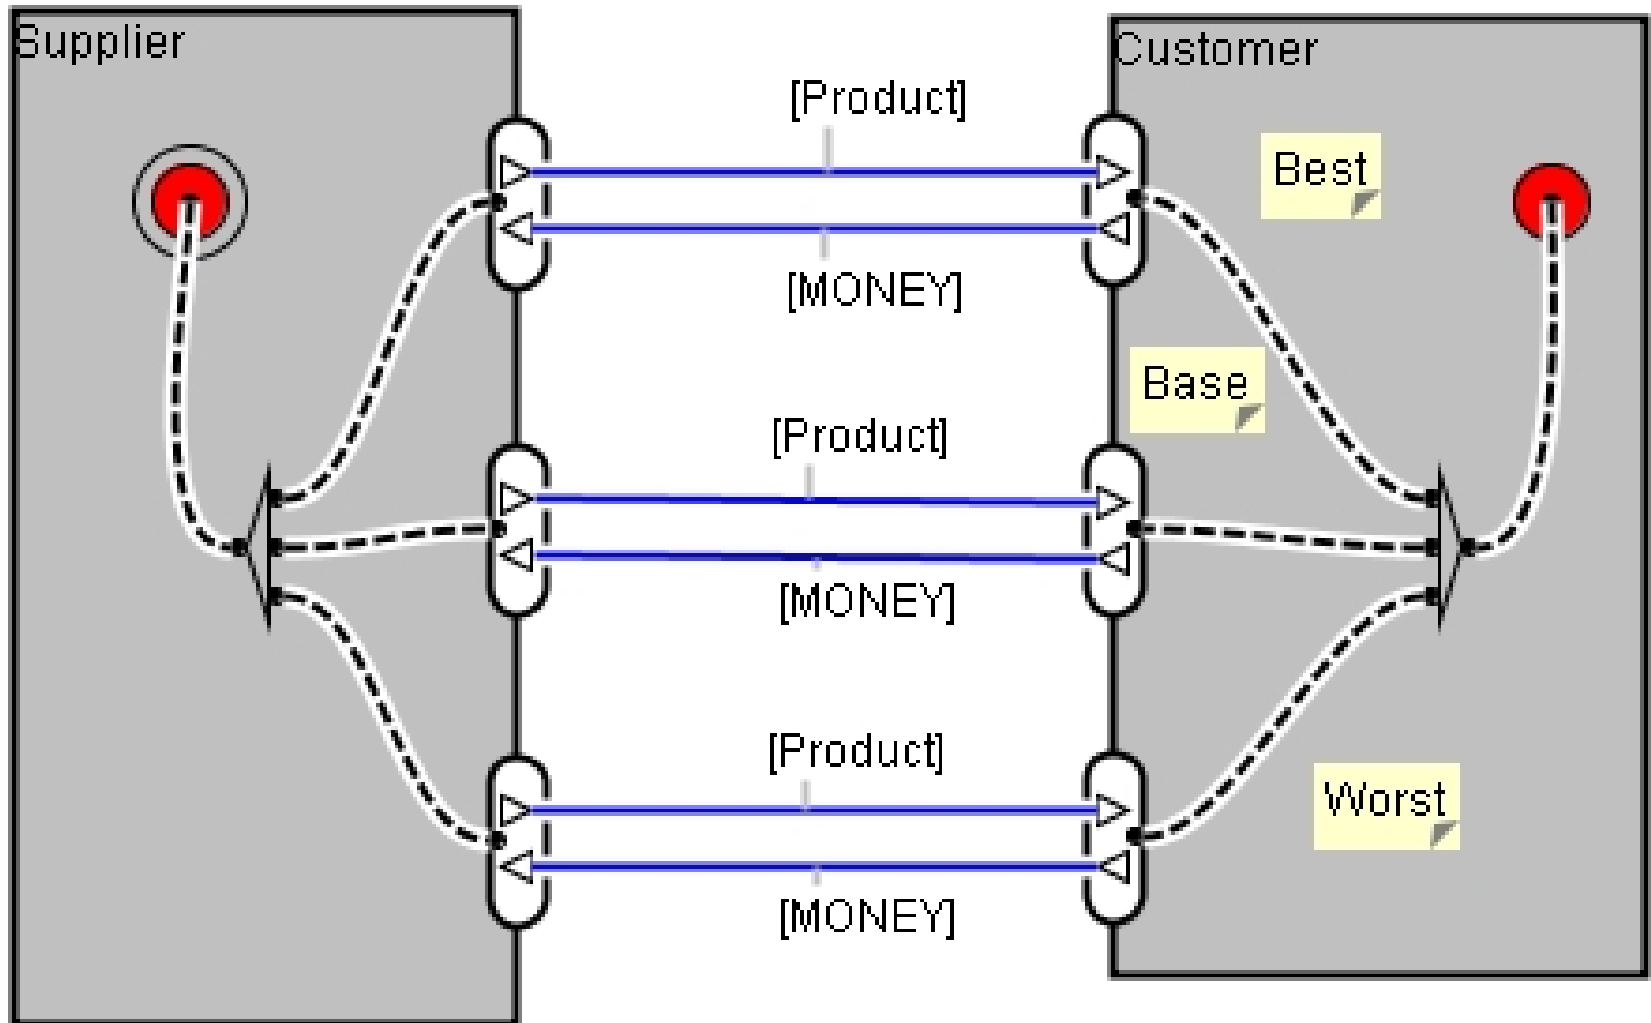 Supplier
Customer
[Product]
Best
[MONEY]
Base
[Product]
[MONEY]
[Product]
Worst
[MONEY]